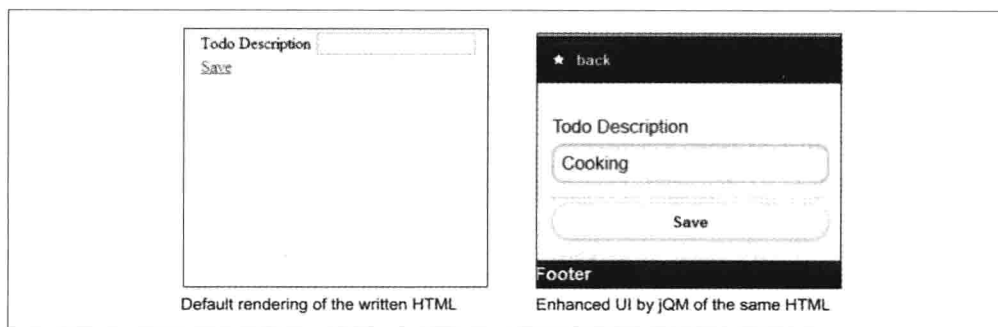 Todo Description
Save
Default rendering of the written HTML
★ back
Todo Description
Cooking
Save
Footer
Enhanced UI by jQM of the same HTML